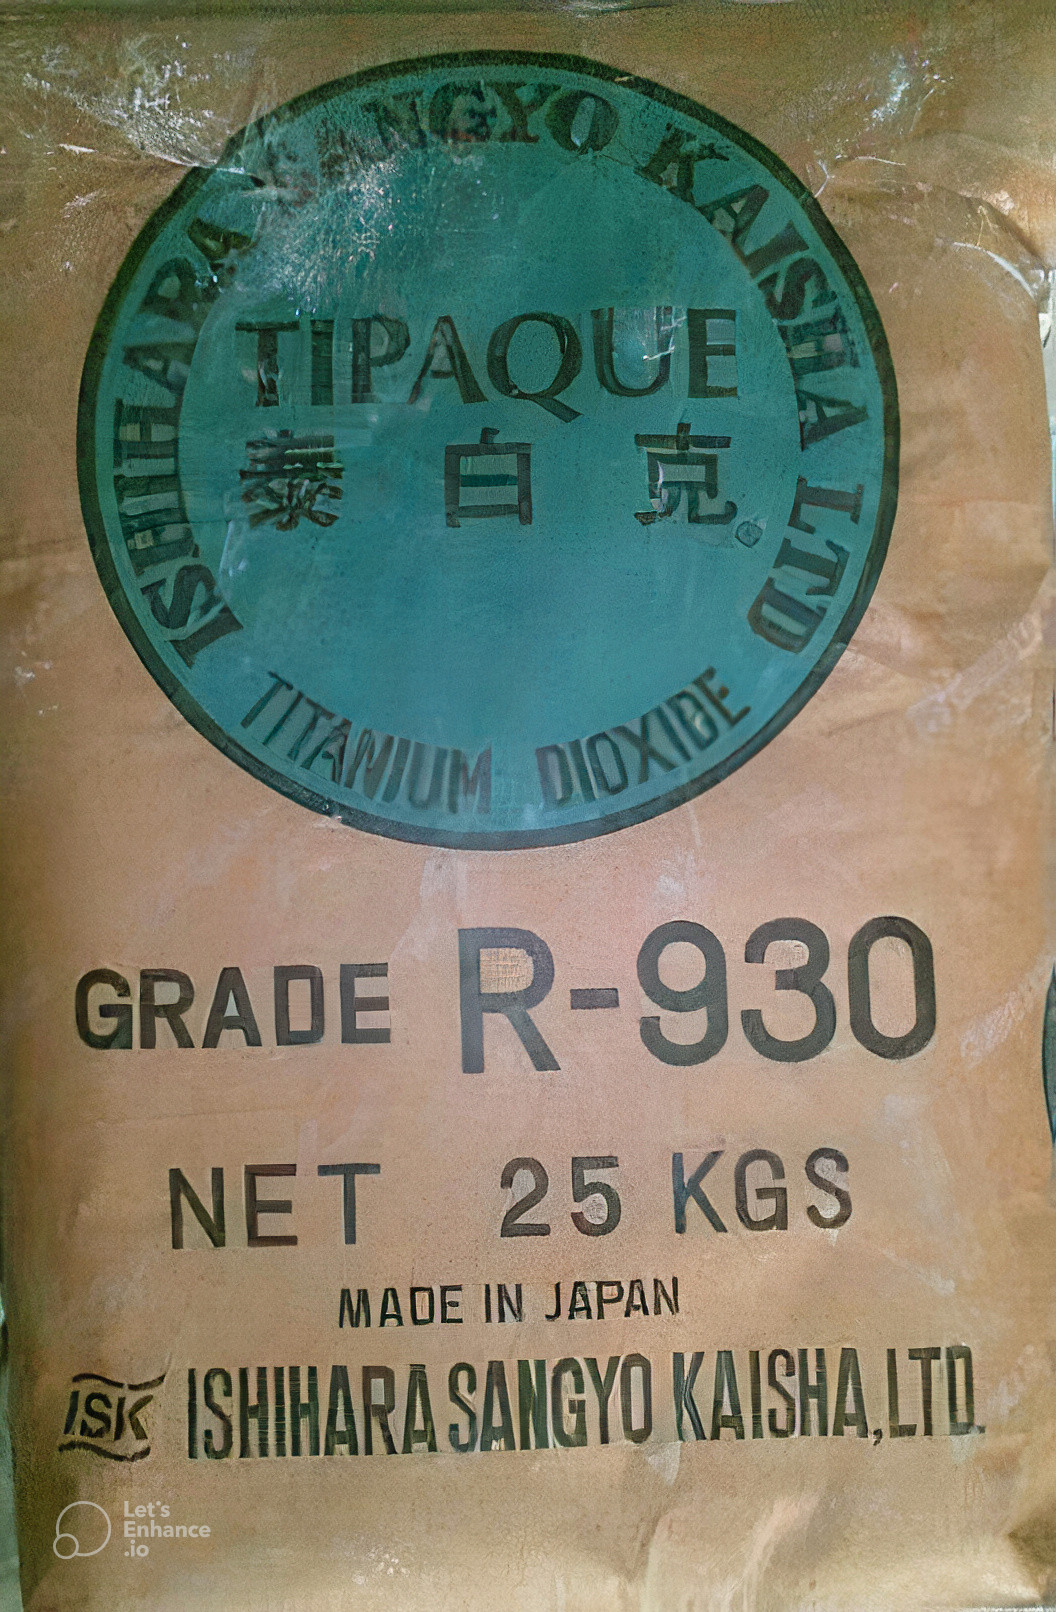 ISHIHARA SANGYO KAISHA LTD
TIPAQUE
泰白克
®
TITANIUM DIOXIDE
GRADE R-930
NET 25 KGS
MADE IN JAPAN
ISK ISHIHARA SANGYO KAISHA, LTD.
Let's
Enhance
.io